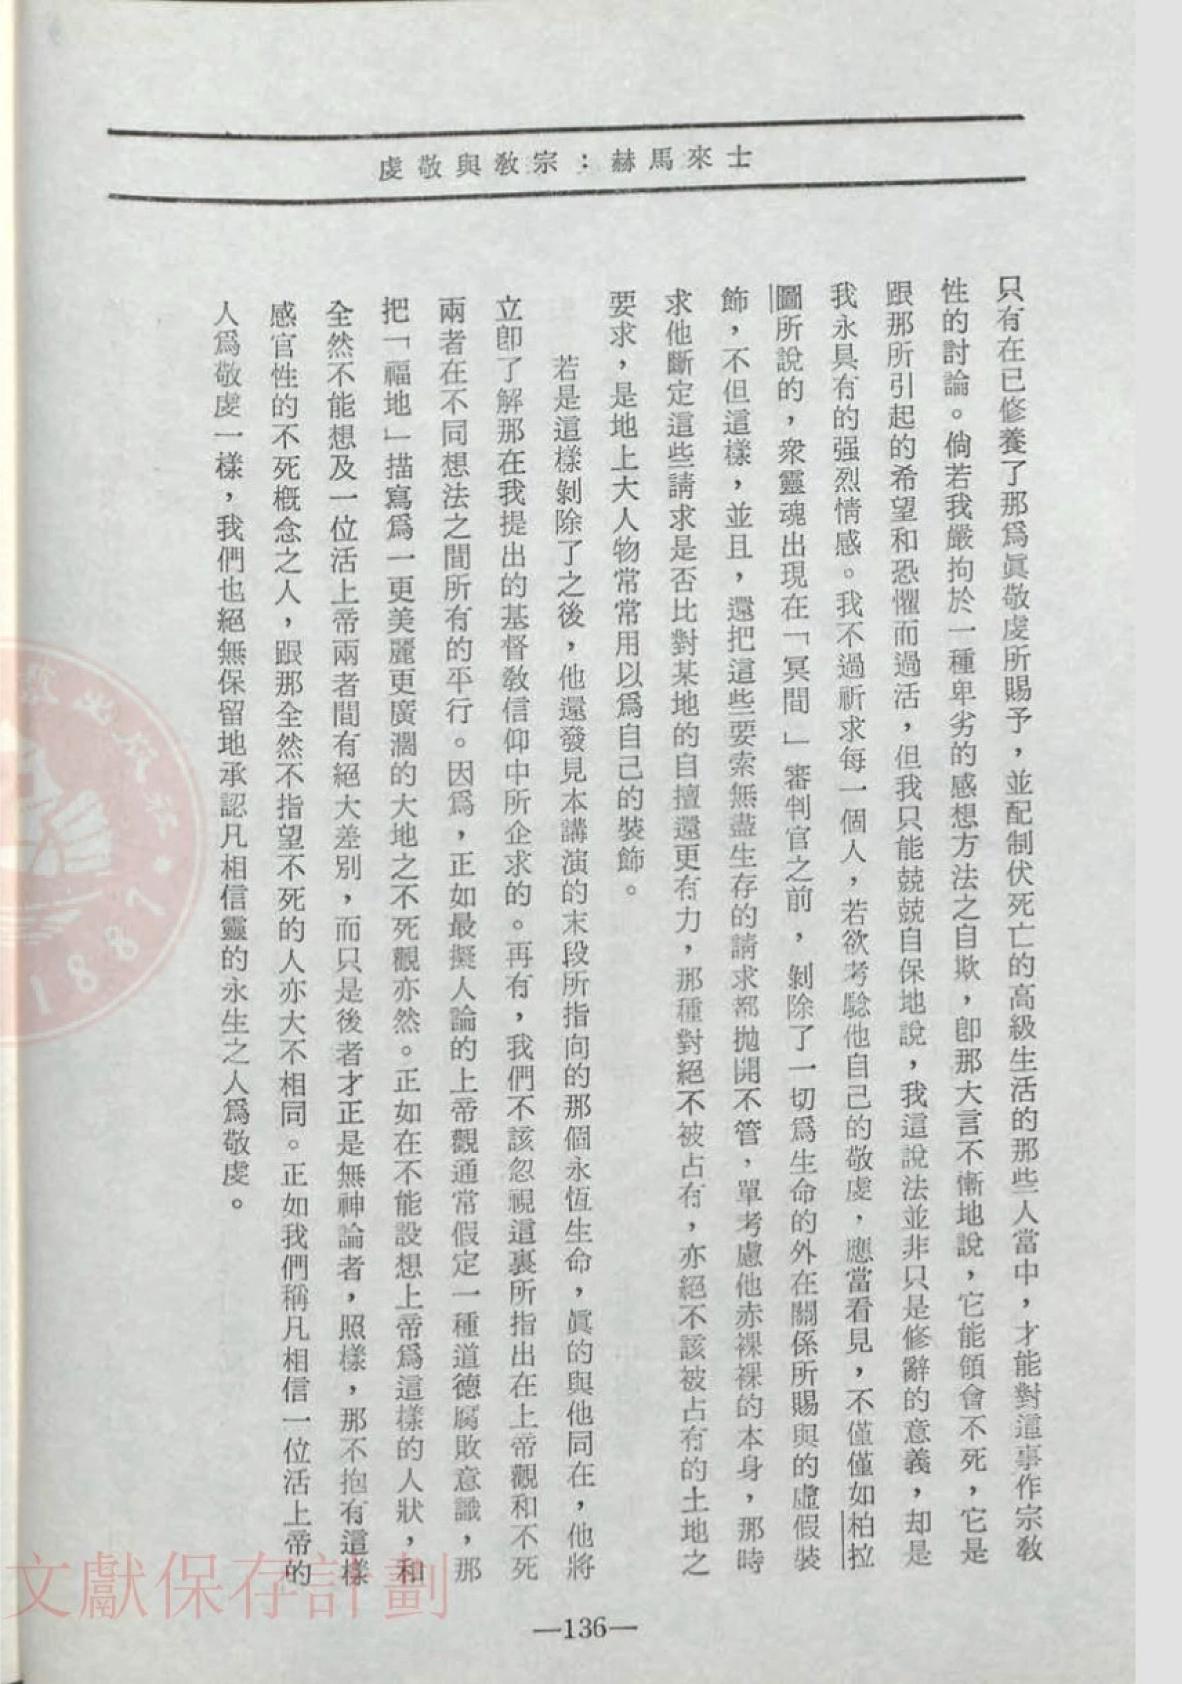 士來馬赫：宗教與敬虔
只有在已修養了那爲眞敬虔所賜予，並配制伏死亡的高級生活的那些人當中，才能對這事作宗教
性的討論。倘若我嚴拘於一種卑劣的感想方法之自欺，卽那大言不慚地說，它能領會不死，它是
跟那所引起的希望和恐懼而過活，但我只能兢兢自保地說，我這說法並非只是修辭的意義，却是
我永具有的强烈情感。我不過祈求每一個人，若欲考驗他自己的敬虔，應當看見，不僅僅如柏拉
圖所說的，衆靈魂出現在「冥間」審判官之前，剝除了一切爲生命的外在關係所賜與的虛假裝
飾，不但這樣，並且，還把這些要索無盡生存的請求都拋開不管，單考慮他赤裸裸的本身，那時
求他斷定這些請求是否比對某地的自擅還更有力，那種對絕不被占有，亦絕不該被占有的土地之
要求，是地上大人物常常用以爲自己的裝飾。
若是這樣剝除了之後，他還發見本講演的末段所指向的那個永恆生命，眞的與他同在，他將
立卽了解那在我提出的基督教信仰中所企求的。再有，我們不該忽視這裏所指出在上帝觀和不死
兩者在不同想法之間所有的平行。因爲，正如最擬人論的上帝觀通常假定一種道德腐敗意識，那
把「福地」描寫爲一更美麗更廣濶的大地之不死觀亦然。正如在不能設想上帝爲這樣的人狀，和
全然不能想及一位活上帝兩者間有絕大差別，而只是後者才正是無神論者，照樣，那不抱有這樣
感官性的不死槪念之人，跟那全然不指望不死的人亦大不相同。正如我們稱凡相信一位活上帝的
人爲敬虔一樣，我們也絕無保留地承認凡相信靈的永生之人爲敬虔。
—136—
文獻保存計劃
1887